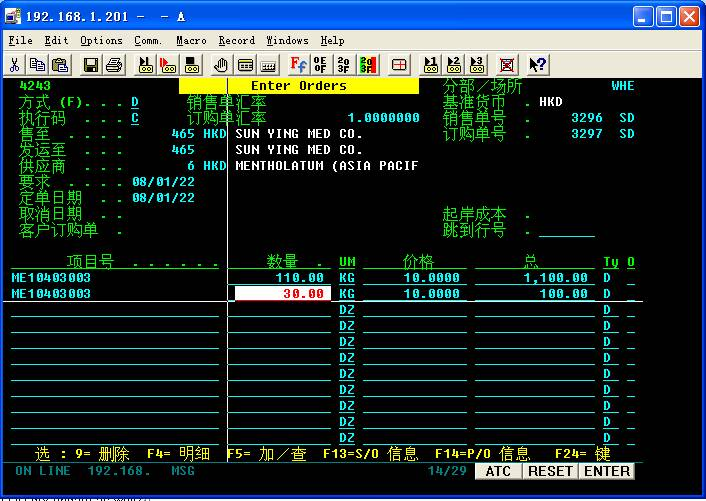 192.168.1.201 - - A
File Edit Options Comm. Macro Record Windows Help
4243 Enter Orders 分部／场所 WHE
方式 (F). . . D 销售单汇率 基准货币 . HKD
执行码 . . . C 订购单汇率 1.0000000 销售单号 . 3296 SD
售至 . . . 465 HKD SUN YING MED CO. 订购单号 . 3297 SD
发运至 . . 465 SUN YING MED CO.
供应商 . . 6 HKD MENTHOLATUM (ASIA PACIF
要求 . . . . 08/01/22
定单日期 . . 08/01/22
取消日期 . . 起岸成本 .
客户订购单 . 跳到行号 .
项目号 . . . . . . 数量 . UM 价格 总 Ty O
ME10403003 110.00 KG 10.0000 1,100.00 D
ME10403003 30.00 KG 10.0000 100.00 D
DZ D
DZ D
DZ D
DZ D
DZ D
DZ D
DZ D
DZ D
DZ D
选 : 9= 删除 F4= 明细 F5= 加／查 F13=S/O 信息 F14=P/O 信息 F24= 键
ON LINE 192.168. MSG 14/29 ATC RESET ENTER